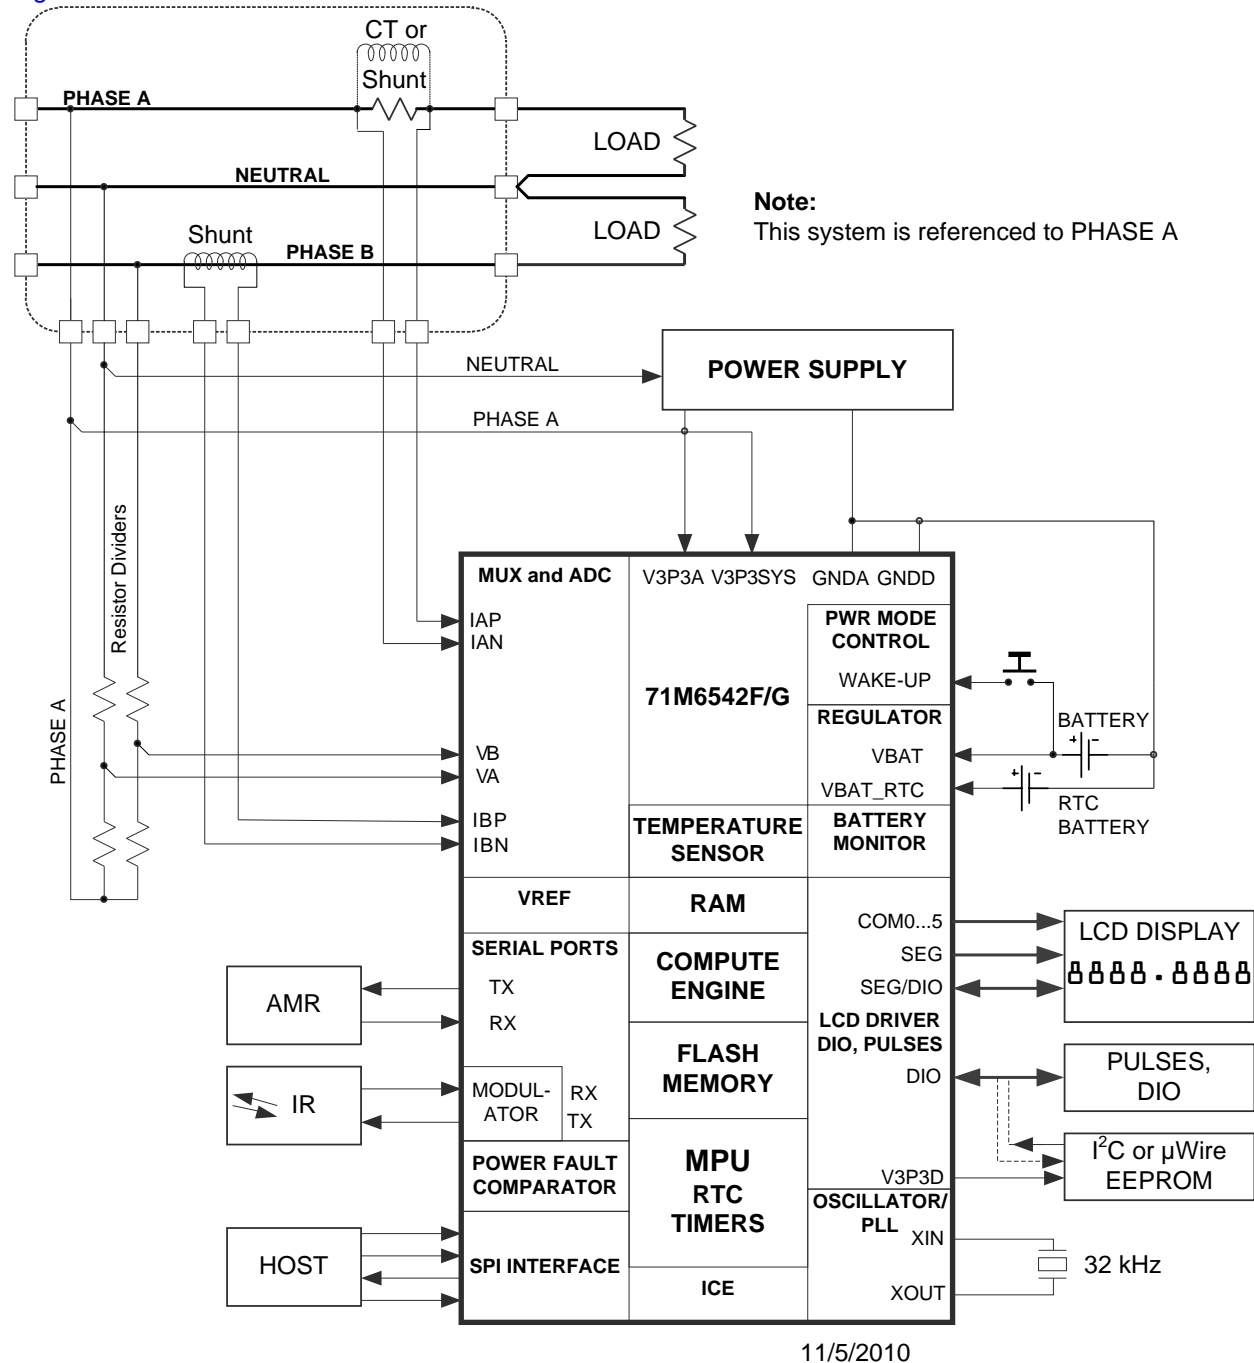 CT or
Shunt
PHASE A
LOAD
NEUTRAL
Note:
This system is referenced to PHASE A
LOAD
Shunt
PHASE B
NEUTRAL
POWER SUPPLY
PHASE A
Resistor Dividers
PHASE A
MUX and ADC
V3P3A V3P3SYS
GNDA GNDD
IAP
IAN
PWR MODE
CONTROL
WAKE-UP
71M6542F/G
REGULATOR
BATTERY
+ -
VB
VA
VBAT
VBAT_RTC
+ -
RTC
BATTERY
IBP
IBN
TEMPERATURE
SENSOR
BATTERY
MONITOR
VREF
RAM
COM0...5
SEG
SEG/DIO
LCD DISPLAY
8888.8888
SERIAL PORTS
TX
RX
AMR
COMPUTE
ENGINE
LCD DRIVER
DIO, PULSES
DIO
PULSES,
DIO
FLASH
MEMORY
IR
MODUL-
ATOR
RX
TX
I²C or µWire
EEPROM
V3P3D
POWER FAULT
COMPARATOR
MPU
RTC
TIMERS
OSCILLATOR/
PLL
XIN
32 kHz
XOUT
HOST
SPI INTERFACE
ICE
11/5/2010